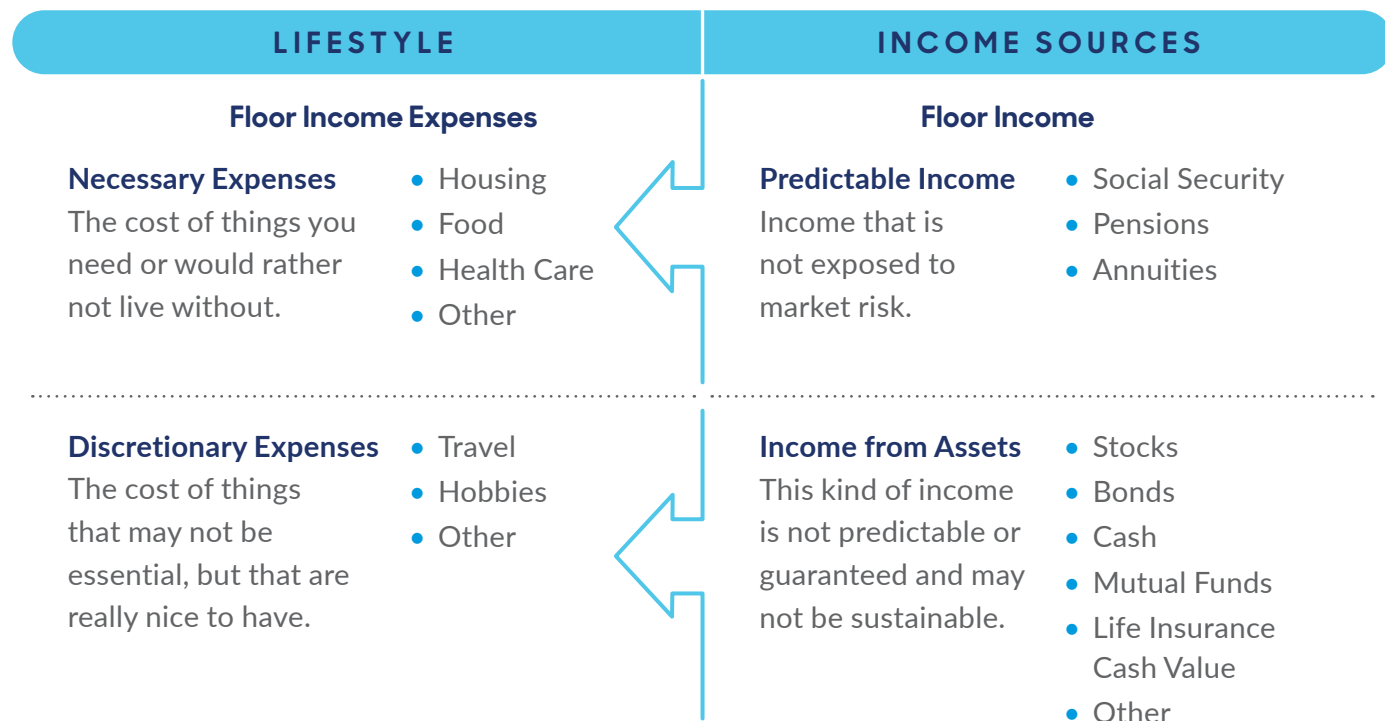 LIFESTYLE
INCOME SOURCES
Floor Income Expenses
Necessary Expenses
The cost of things you
need or would rather
not live without.
• Housing
• Food
• Health Care
• Other
Floor Income
Predictable Income
Income that is
not exposed to
market risk.
• Social Security
• Pensions
• Annuities
Discretionary Expenses
The cost of things
that may not be
essential, but that are
really nice to have.
• Travel
• Hobbies
• Other
Income from Assets
This kind of income
is not predictable or
guaranteed and may
not be sustainable.
• Stocks
• Bonds
• Cash
• Mutual Funds
• Life Insurance
Cash Value
• Other